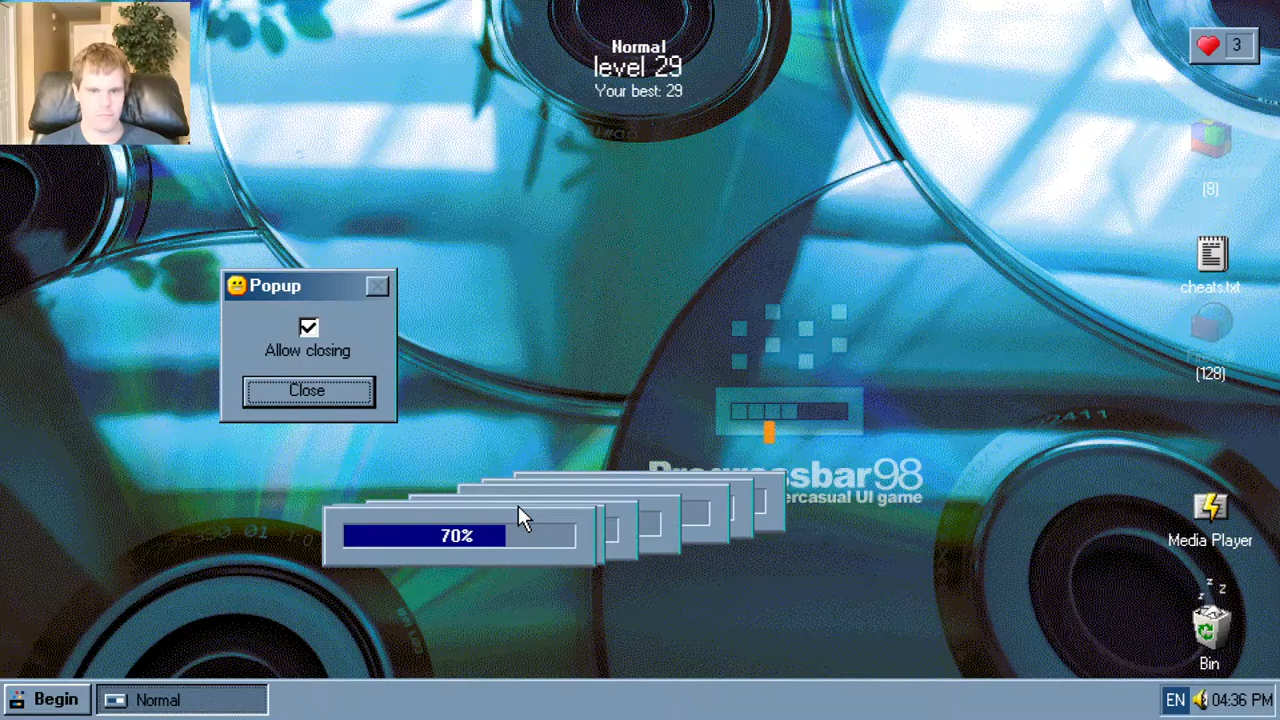 Normal
level 29
Your best: 29
3
(8)
cheats.txt
(128)
Popup
Allow closing
Close
70%
Progressbar98
ercasual UI game
Media Player
Bin
Begin
Normal
EN
04:36 PM